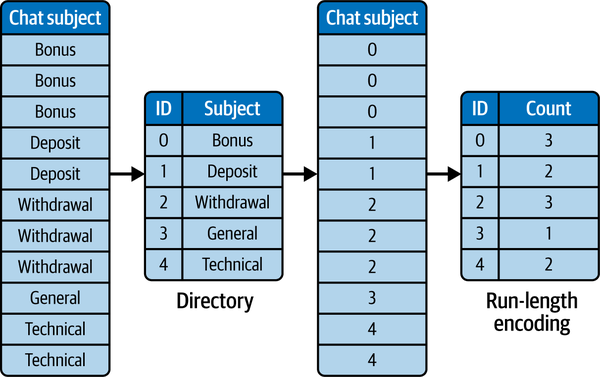 Chat subject
Bonus
Bonus
Bonus
Deposit
Deposit
Withdrawal
Withdrawal
Withdrawal
General
Technical
Technical
ID Subject
0 Bonus
1 Deposit
2 Withdrawal
3 General
4 Technical
Directory
Chat subject
0
0
0
1
1
2
2
2
3
4
4
ID Count
0 3
1 2
2 3
3 1
4 2
Run-length
encoding